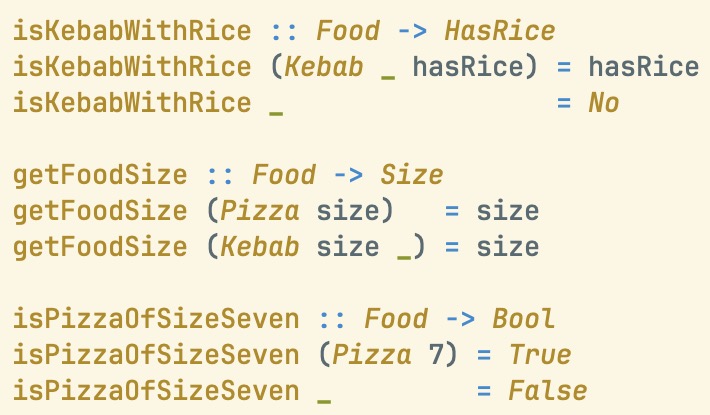 isKebabWithRice :: Food -> HasRice
isKebabWithRice (Kebab _ hasRice) = hasRice
isKebabWithRice _                 = No

getFoodSize :: Food -> Size
getFoodSize (Pizza size)   = size
getFoodSize (Kebab size _) = size

isPizzaOfSizeSeven :: Food -> Bool
isPizzaOfSizeSeven (Pizza 7) = True
isPizzaOfSizeSeven _         = False